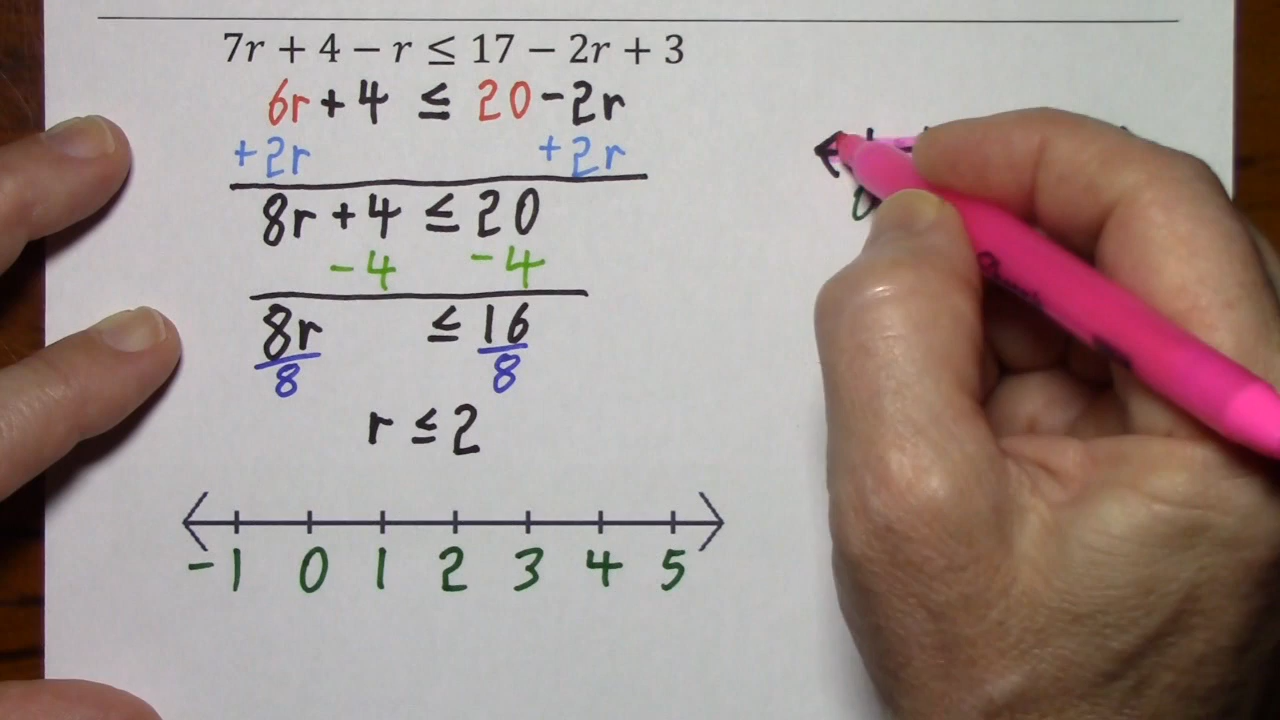 7r + 4 − r ≤ 17 − 2r + 3
6r + 4 ≤ 20 - 2r
+2r +2r
8r + 4 ≤ 20
-4 -4
8r ≤ 16
8 8
r ≤ 2
-1 0 1 2 3 4 5